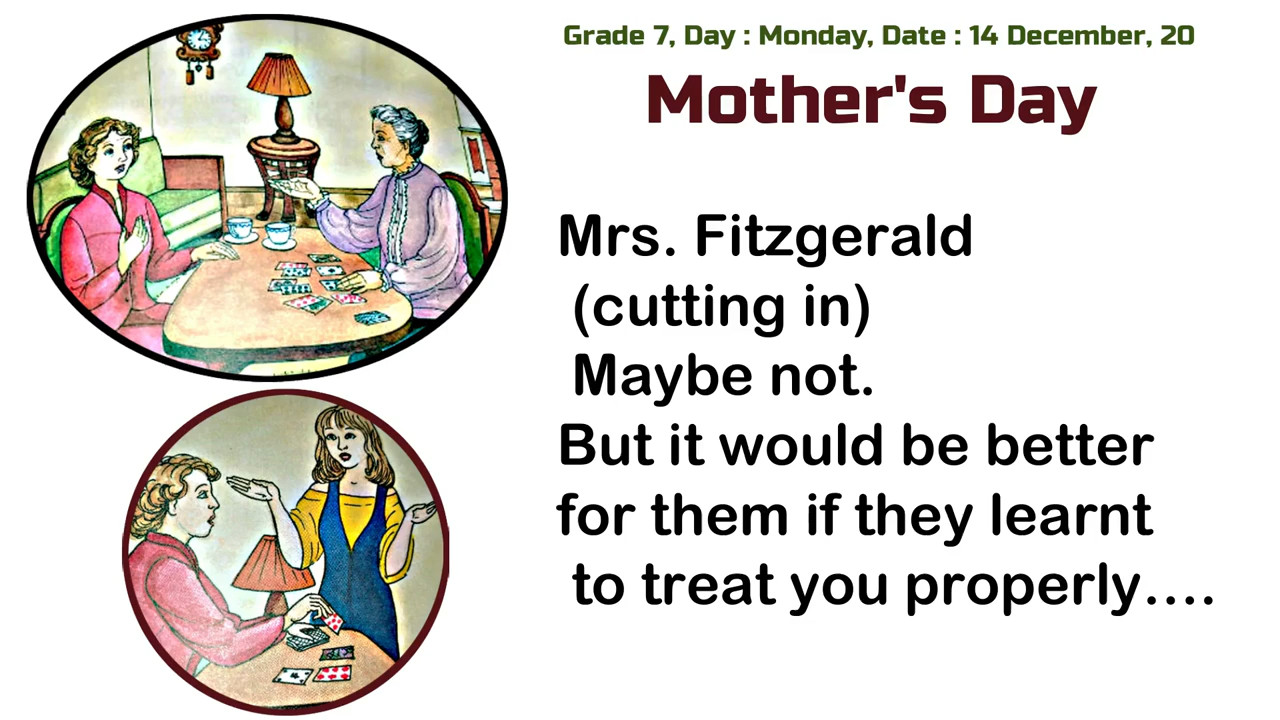 Grade 7, Day : Monday, Date : 14 December, 20
Mother's Day
Mrs. Fitzgerald
(cutting in)
Maybe not.
But it would be better
for them if they learnt
to treat you properly....